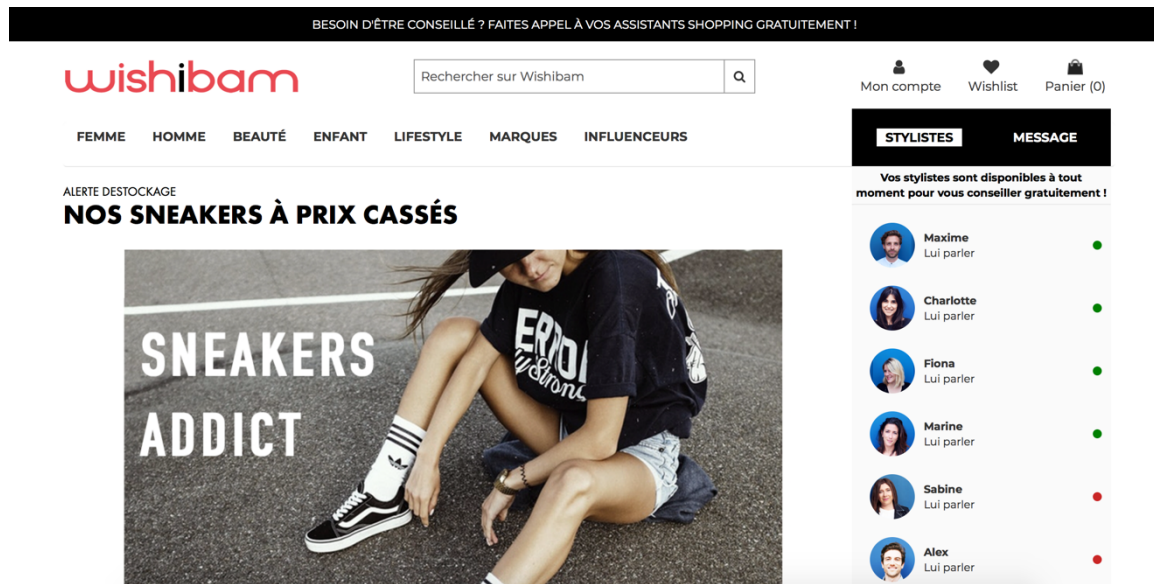 BESOIN D'ÊTRE CONSEILLÉ ? FAITES APPEL À VOS ASSISTANTS SHOPPING GRATUITEMENT !
wishibam
Rechercher sur Wishibam
Mon compte
Wishlist
Panier (0)
FEMME HOMME BEAUTÉ ENFANT LIFESTYLE MARQUES INFLUENCEURS
STYLISTES MESSAGE
Vos stylistes sont disponibles à tout
moment pour vous conseiller gratuitement !
ALERTE DESTOCKAGE
NOS SNEAKERS À PRIX CASSÉS
SNEAKERS
ADDICT
Maxime
Lui parler
Charlotte
Lui parler
Fiona
Lui parler
Marine
Lui parler
Sabine
Lui parler
Alex
Lui parler